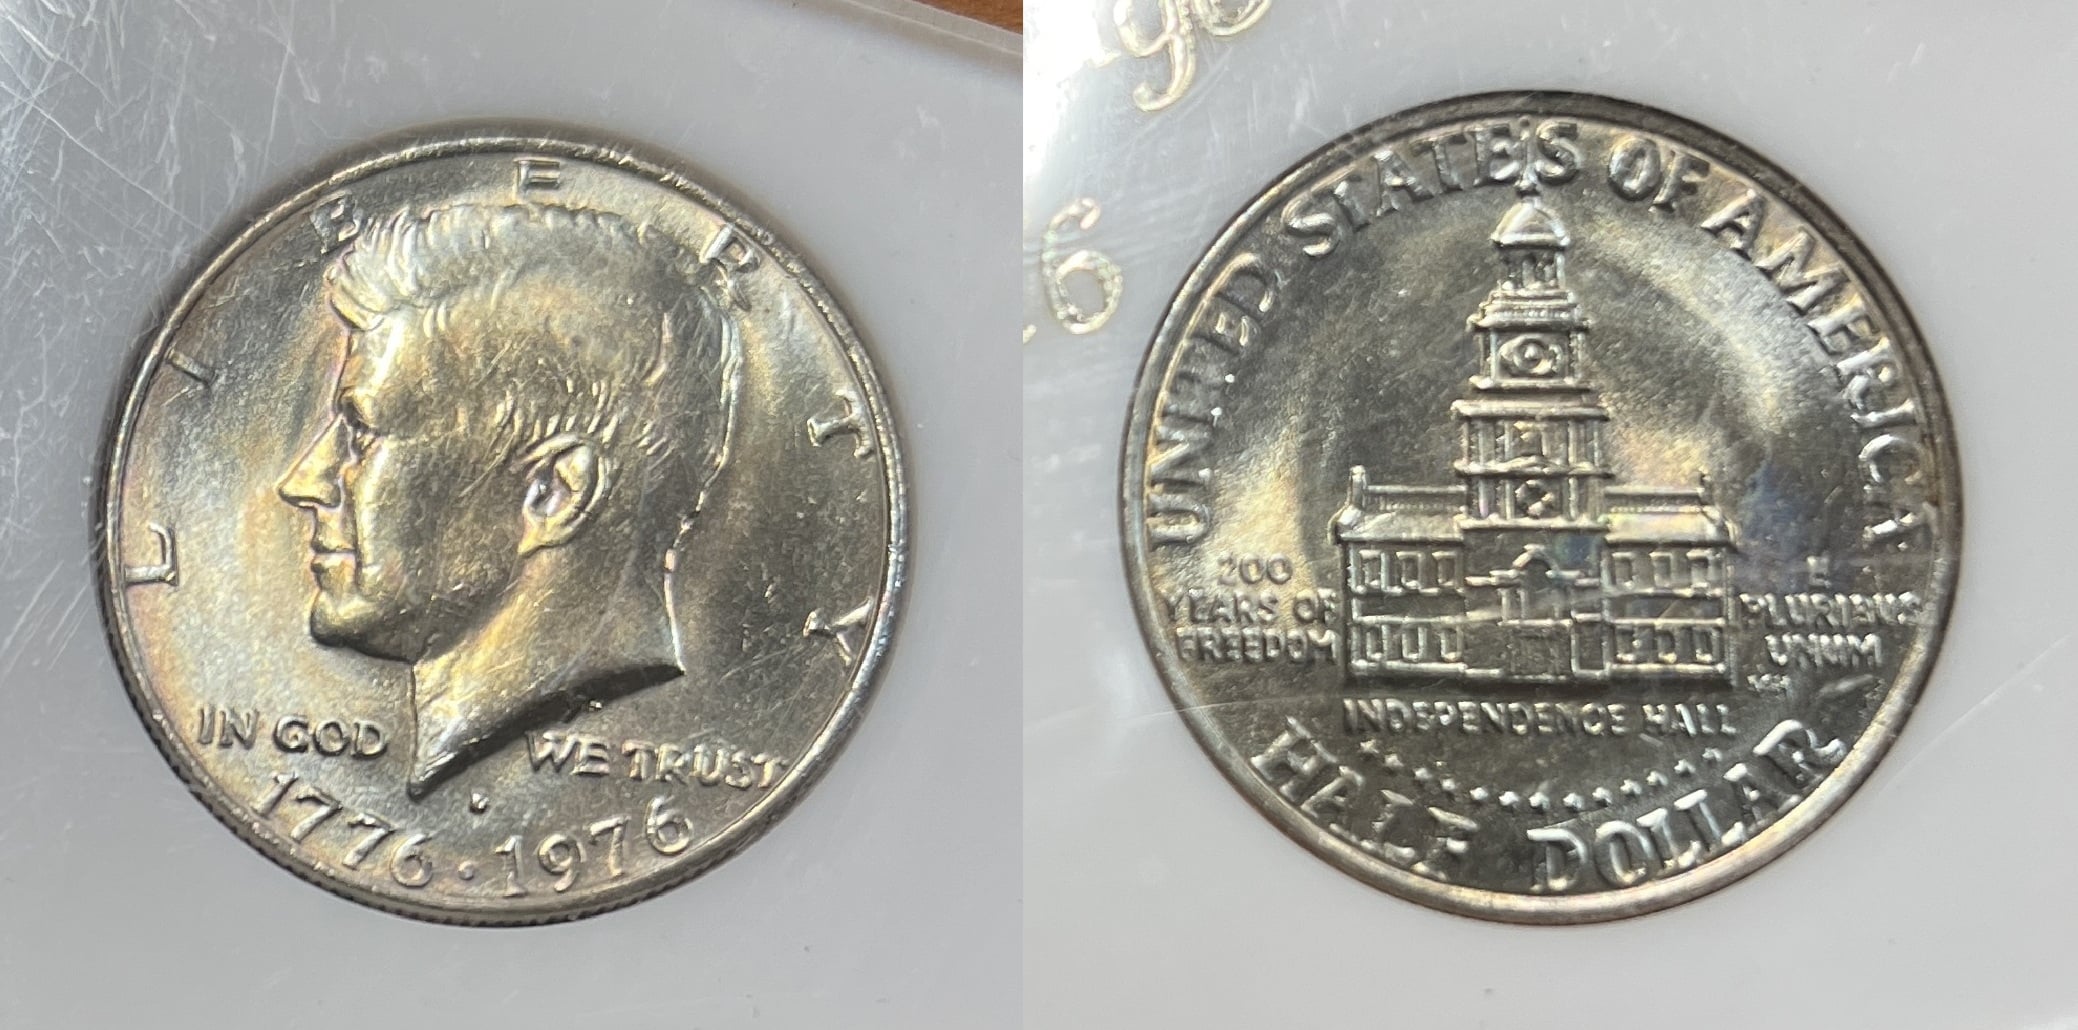 LIBERTY
IN GOD WE TRUST
1776·1976
UNITED STATES OF AMERICA
200
YEARS OF
FREEDOM
E
PLURIBUS
UNUM
INDEPENDENCE HALL
HALF DOLLAR